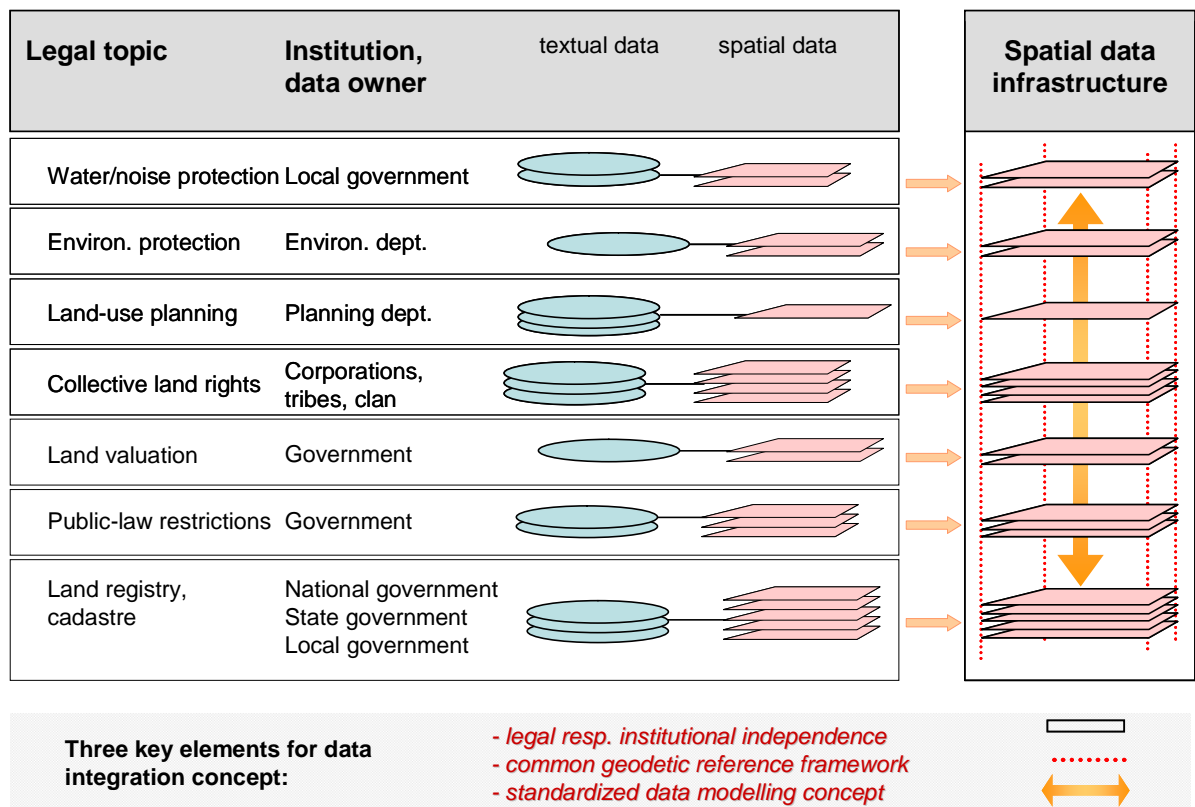 Legal topic
Institution,
data owner
textual data
spatial data
Spatial data
infrastructure
Water/noise protection
Local government
Environ. protection
Environ. dept.
Land-use planning
Planning dept.
Collective land rights
Corporations,
tribes, clan
Land valuation
Government
Public-law restrictions
Government
Land registry,
cadastre
National government
State government
Local government
Three key elements for data
integration concept:
- legal resp. institutional independence
- common geodetic reference framework
- standardized data modelling concept